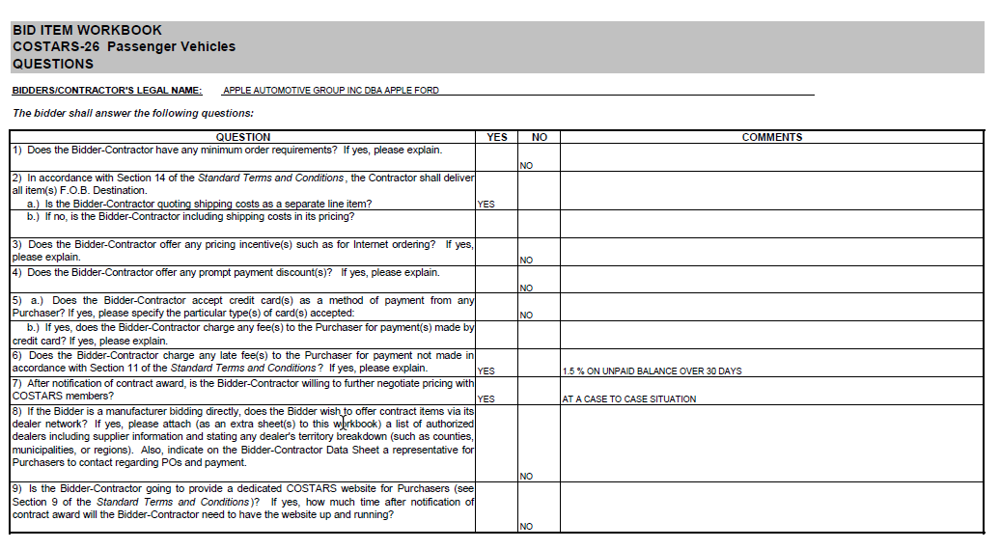 BID ITEM WORKBOOK
COSTARS-26 Passenger Vehicles
QUESTIONS
BIDDERS/CONTRACTOR'S LEGAL NAME: APPLE AUTOMOTIVE GROUP INC DBA APPLE FORD
The bidder shall answer the following questions:
QUESTION YES NO COMMENTS
1) Does the Bidder-Contractor have any minimum order requirements? If yes, please explain.
NO
2) In accordance with Section 14 of the Standard Terms and Conditions, the Contractor shall deliver
all item(s) F.O.B. Destination.
a.) Is the Bidder-Contractor quoting shipping costs as a separate line item? YES
b.) If no, is the Bidder-Contractor including shipping costs in its pricing?
3) Does the Bidder-Contractor offer any pricing incentive(s) such as for Internet ordering? If yes,
please explain. NO
4) Does the Bidder-Contractor offer any prompt payment discount(s)? If yes, please explain.
NO
5) a.) Does the Bidder-Contractor accept credit card(s) as a method of payment from any
Purchaser? If yes, please specify the particular type(s) of card(s) accepted: NO
b.) If yes, does the Bidder-Contractor charge any fee(s) to the Purchaser for payment(s) made by
credit card? If yes, please explain.
6) Does the Bidder-Contractor charge any late fee(s) to the Purchaser for payment not made in
accordance with Section 11 of the Standard Terms and Conditions? If yes, please explain. YES 1.5 % ON UNPAID BALANCE OVER 30 DAYS
7) After notification of contract award, is the Bidder-Contractor willing to further negotiate pricing with
COSTARS members? YES AT A CASE TO CASE SITUATION
8) If the Bidder is a manufacturer bidding directly, does the Bidder wish to offer contract items via its
dealer network? If yes, please attach (as an extra sheet(s) to this workbook) a list of authorized
dealers including supplier information and stating any dealer's territory breakdown (such as counties,
municipalities, or regions). Also, indicate on the Bidder-Contractor Data Sheet a representative for
Purchasers to contact regarding POs and payment.
NO
9) Is the Bidder-Contractor going to provide a dedicated COSTARS website for Purchasers (see
Section 9 of the Standard Terms and Conditions)? If yes, how much time after notification of
contract award will the Bidder-Contractor need to have the website up and running?
NO